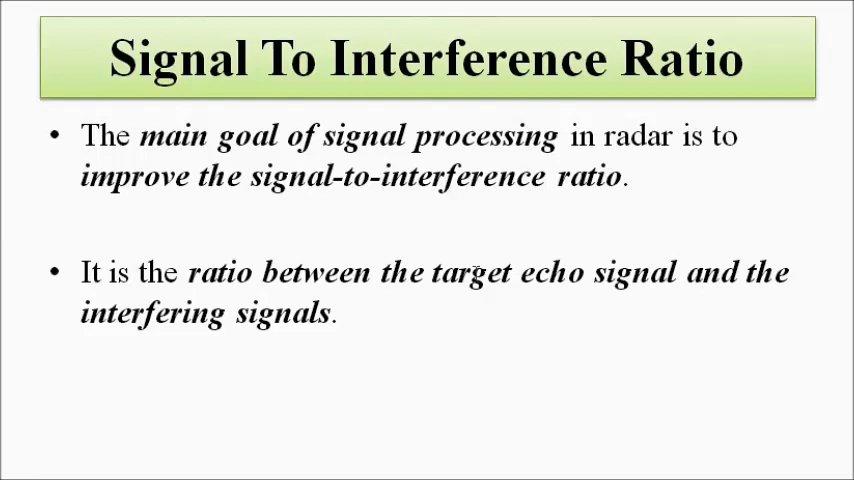 Signal To Interference Ratio
• The main goal of signal processing in radar is to
improve the signal-to-interference ratio.
• It is the ratio between the target echo signal and the
interfering signals.